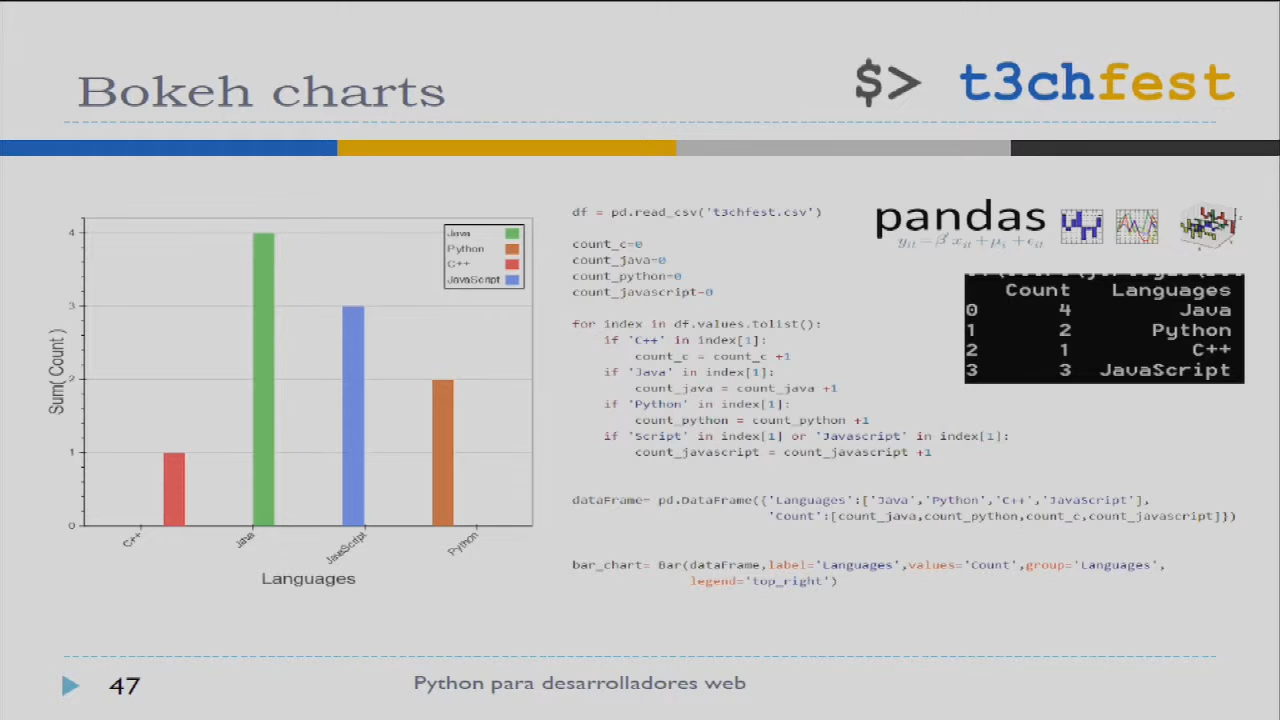 Bokeh charts
$> t3chfest
4
3
2
1
0
Sum( Count )
C++
Java
JavaScript
Python
Languages
Java
Python
C++
JavaScript
df = pd.read_csv('t3chfest.csv')
count_c=0
count_java=0
count_python=0
count_javascript=0
for index in df.values.tolist():
if 'C++' in index[1]:
count_c = count_c +1
if 'Java' in index[1]:
count_java = count_java +1
if 'Python' in index[1]:
count_python = count_python +1
if 'Script' in index[1] or 'Javascript' in index[1]:
count_javascript = count_javascript +1
dataFrame= pd.DataFrame({'Languages':['Java','Python','C++','JavaScript'],
'Count':[count_java,count_python,count_c,count_javascript]})
bar_chart= Bar(dataFrame,label='Languages',values='Count',group='Languages',
legend='top_right')
pandas
Count Languages
0 4 Java
1 2 Python
2 1 C++
3 3 JavaScript
47
Python para desarrolladores web